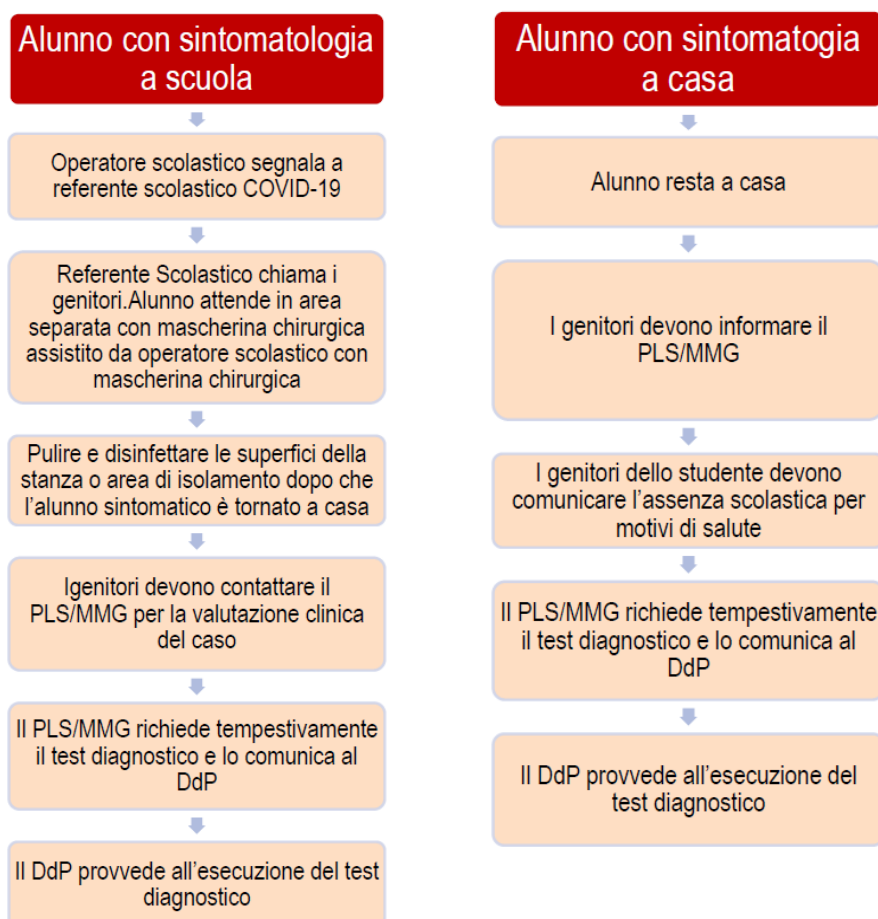 Alunno con sintomatologia
a scuola
Operatore scolastico segnala a
referente scolastico COVID-19
Referente Scolastico chiama i
genitori.Alunno attende in area
separata con mascherina chirurgica
assistito da operatore scolastico con
mascherina chirurgica
Pulire e disinfettare le superfici della
stanza o area di isolamento dopo che
l’alunno sintomatico è tornato a casa
Igenitori devono contattare il
PLS/MMG per la valutazione clinica
del caso
Il PLS/MMG richiede tempestivamente
il test diagnostico e lo comunica al
DdP
Il DdP provvede all’esecuzione del test
diagnostico
Alunno con sintomatogia
a casa
Alunno resta a casa
I genitori devono informare il
PLS/MMG
I genitori dello studente devono
comunicare l’assenza scolastica per
motivi di salute
Il PLS/MMG richiede tempestivamente
il test diagnostico e lo comunica al
DdP
Il DdP provvede all’esecuzione del
test diagnostico